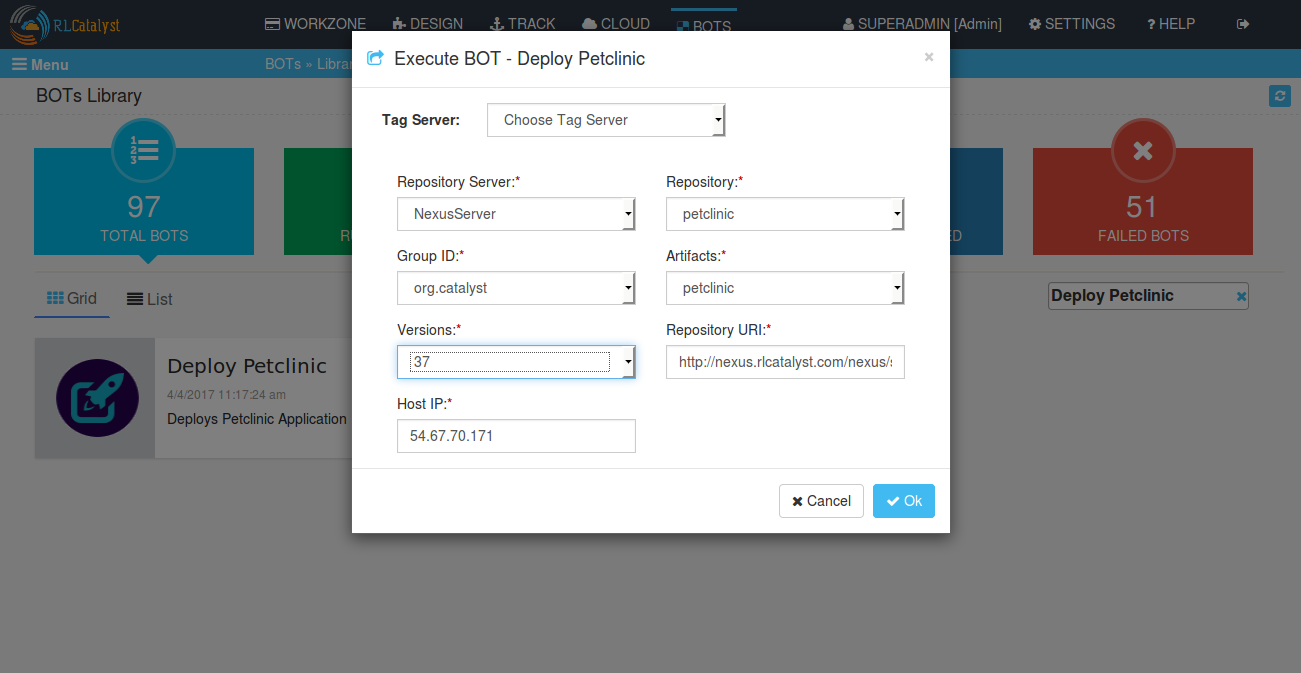 RLCatalyst
WORKZONE
DESIGN
TRACK
CLOUD
BOTS
SUPERADMIN [Admin]
SETTINGS
? HELP
Menu
BOTs » Librar
Execute BOT - Deploy Petclinic
×
BOTs Library
Tag Server:
Choose Tag Server
1
2
3
97
TOTAL BOTS
51
FAILED BOTS
Repository Server:*
Repository:*
NexusServer
petclinic
Group ID:*
Artifacts:*
org.catalyst
petclinic
Grid
List
Deploy Petclinic
Versions:*
Repository URI:*
37
http://nexus.rlcatalyst.com/nexus/s
Deploy Petclinic
4/4/2017 11:17:24 am
Deploys Petclinic Application
Host IP:*
54.67.70.171
Cancel
Ok